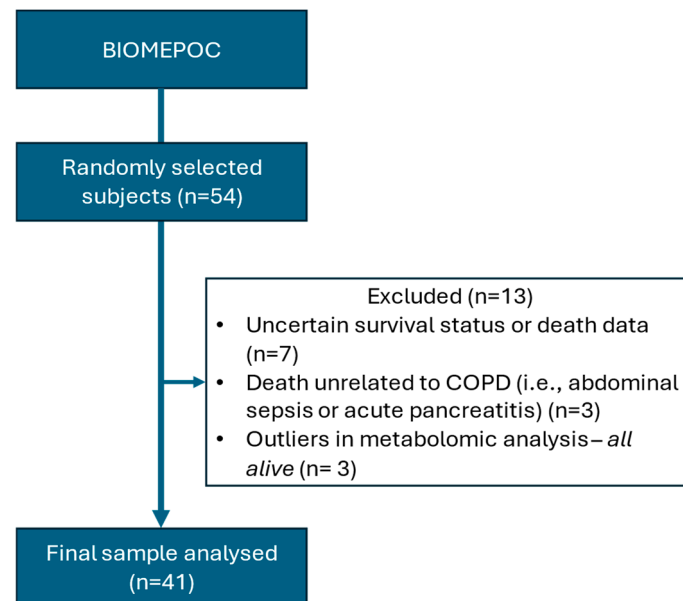 BIOMEPOC
Randomly selected
subjects (n=54)
Excluded (n=13)
• Uncertain survival status or death data
(n=7)
• Death unrelated to COPD (i.e., abdominal
sepsis or acute pancreatitis) (n=3)
• Outliers in metabolomic analysis– all
alive (n= 3)
Final sample analysed
(n=41)